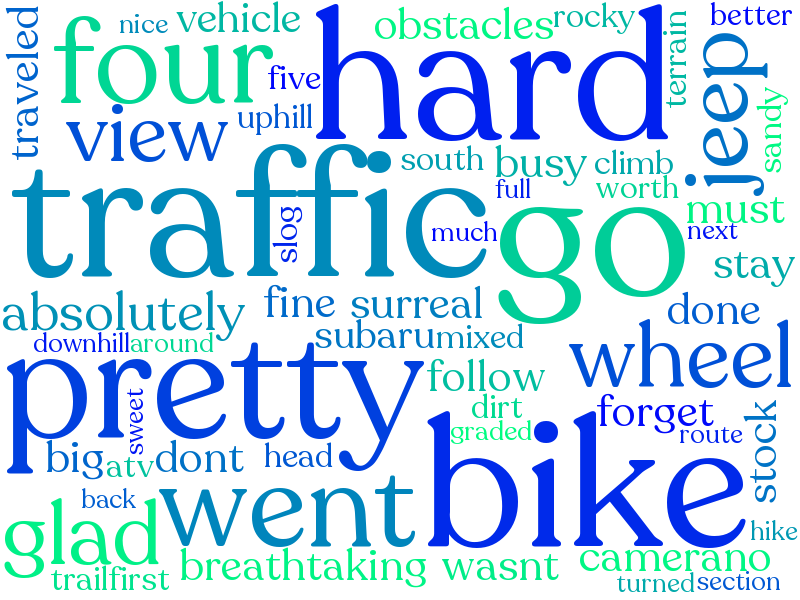 traveled
nice
vehicle
four
five
hard
obstacles
rocky
terrain
better
jeep
sandy
view
uphill
south
busy
climb
traffic
slog
full
worth
much
go
must
next
stay
absolutely
fine
surreal
done
downhill
around
subaru
mixed
wheel
pretty
sweet
follow
dirt
graded
forget
route
stock
big
atv
dont
head
bike
back
went
glad
hike
trailfirst
breathtaking
wasnt
camerano
turned
section